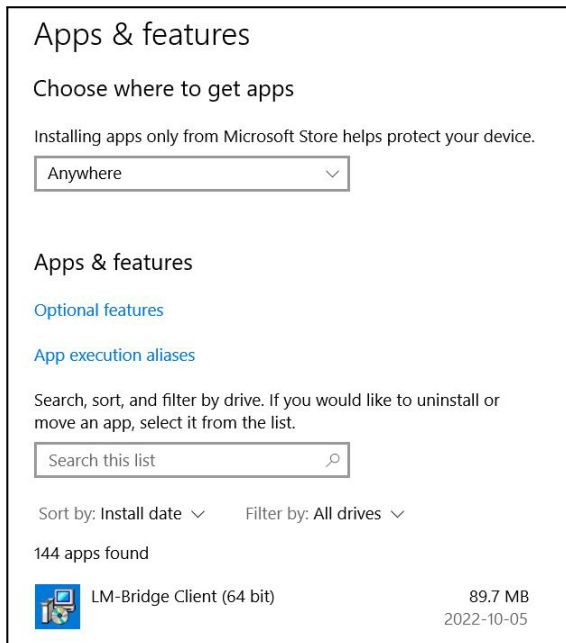 Apps & features
Choose where to get apps
Installing apps only from Microsoft Store helps protect your device.
Anywhere
Apps & features
Optional features
App execution aliases
Search, sort, and filter by drive. If you would like to uninstall or
move an app, select it from the list.
Search this list
Sort by: Install date Filter by: All drives
144 apps found
LM-Bridge Client (64 bit) 89.7 MB
2022-10-05